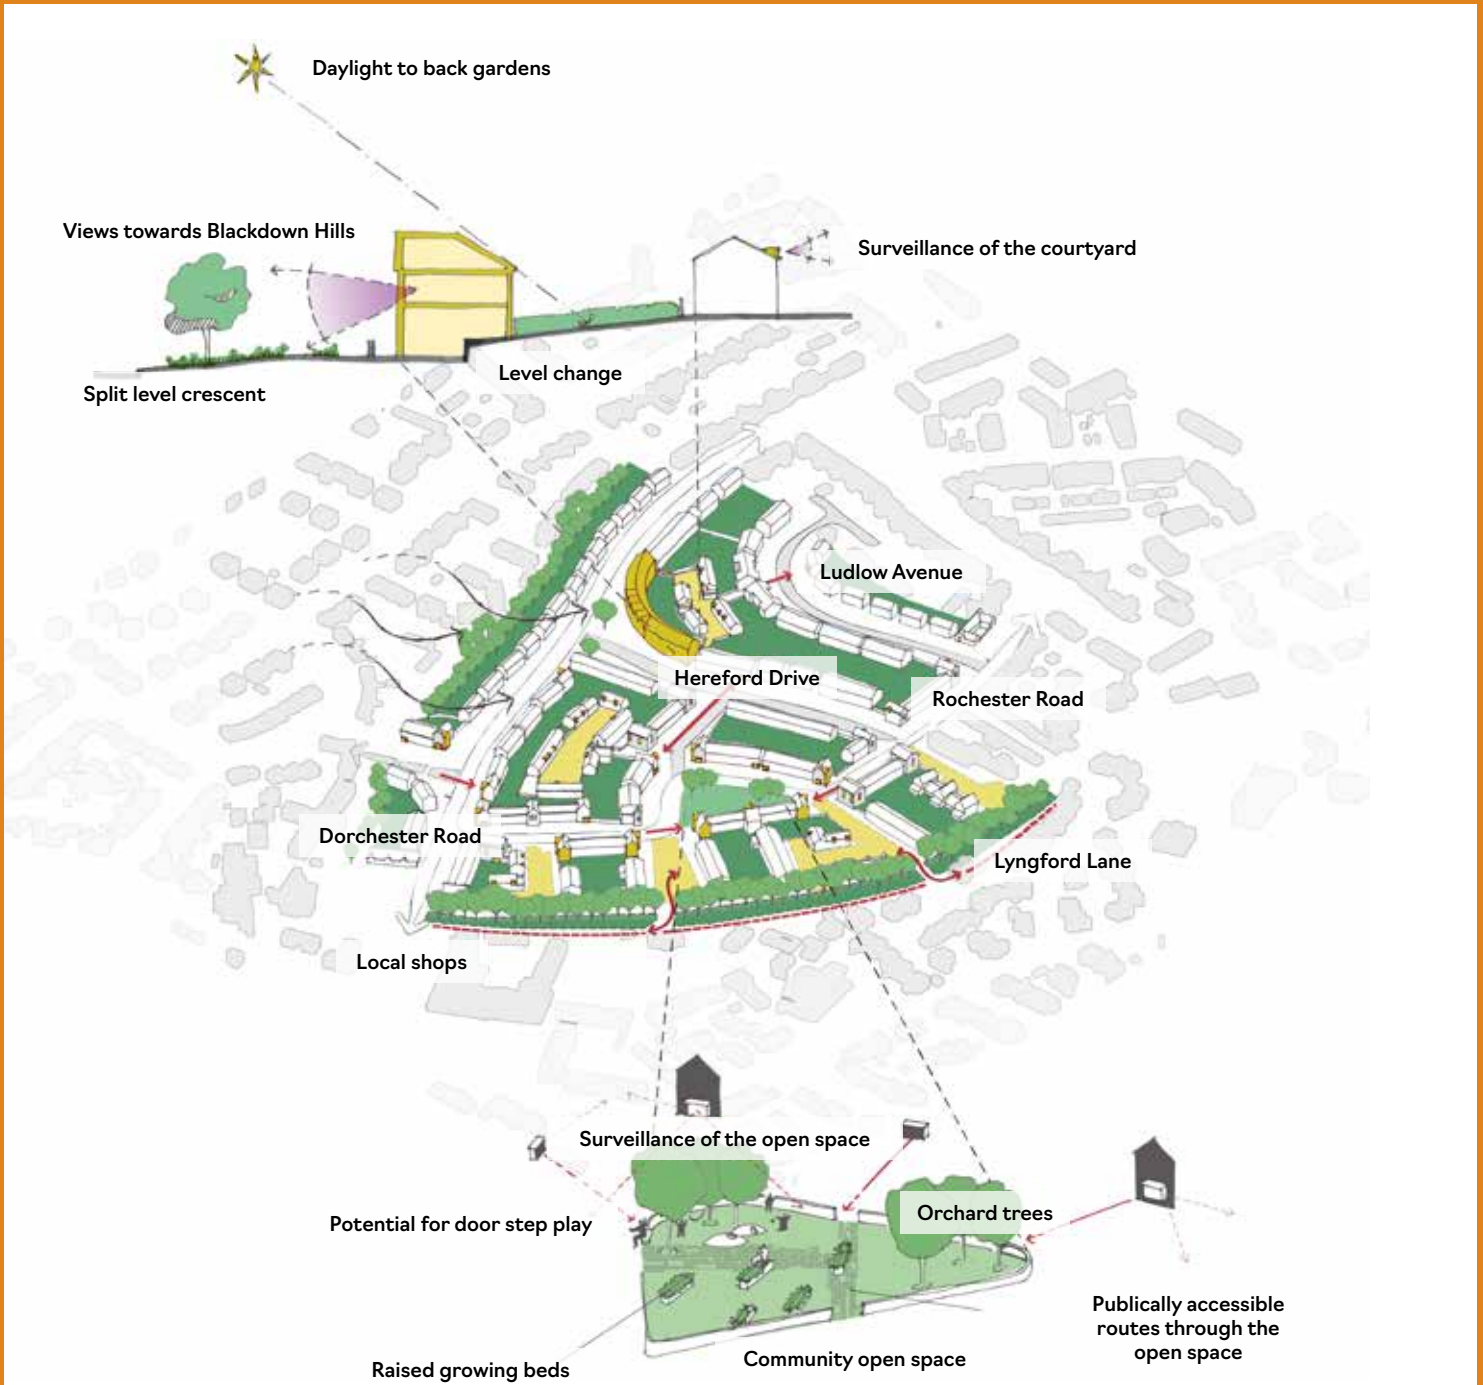 Daylight to back gardens
Views towards Blackdown Hills
Surveillance of the courtyard
Level change
Split level crescent
Ludlow Avenue
Hereford Drive
Rochester Road
Dorchester Road
Lyngford Lane
Local shops
Surveillance of the open space
Orchard trees
Potential for door step play
Publically accessible
routes through the
open space
Community open space
Raised growing beds